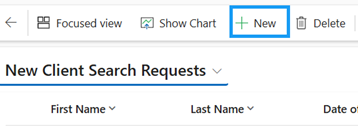 Focused view Show Chart New Delete
New Client Search Requests
First Name Last Name Date of